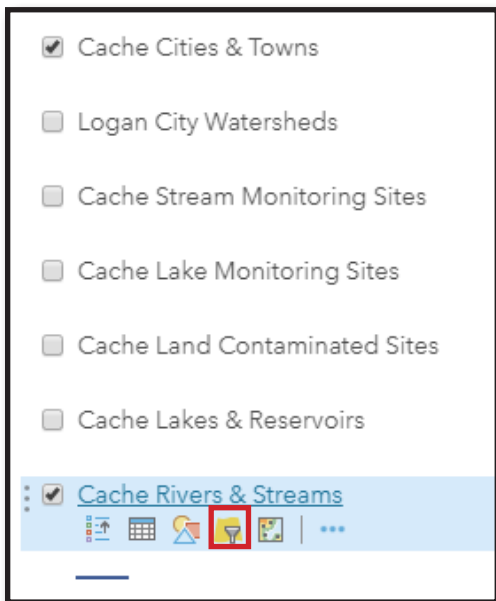 Cache Cities & Towns
Logan City Watersheds
Cache Stream Monitoring Sites
Cache Lake Monitoring Sites
Cache Land Contaminated Sites
Cache Lakes & Reservoirs
Cache Rivers & Streams